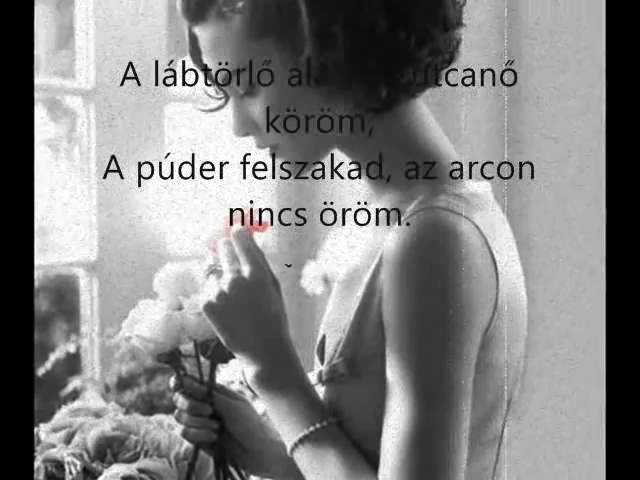 A lábtörlő utcanő
köröm,
A púder felszakad, az arcon
nincs öröm.